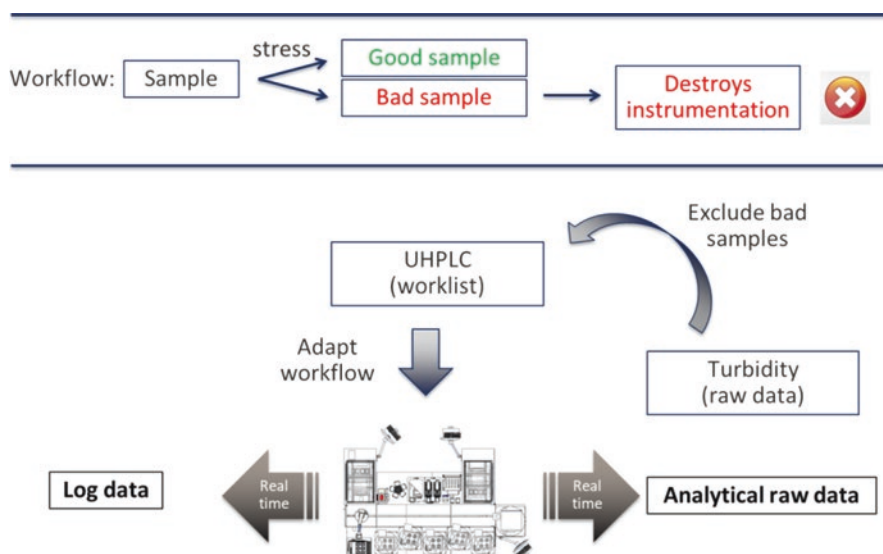 stress
Good sample
Workflow: Sample
Bad sample
Destroys
instrumentation
Exclude bad
samples
UHPLC
(worklist)
Adapt
workflow
Turbidity
(raw data)
Log data
Real
time
Real
time
Analytical raw data